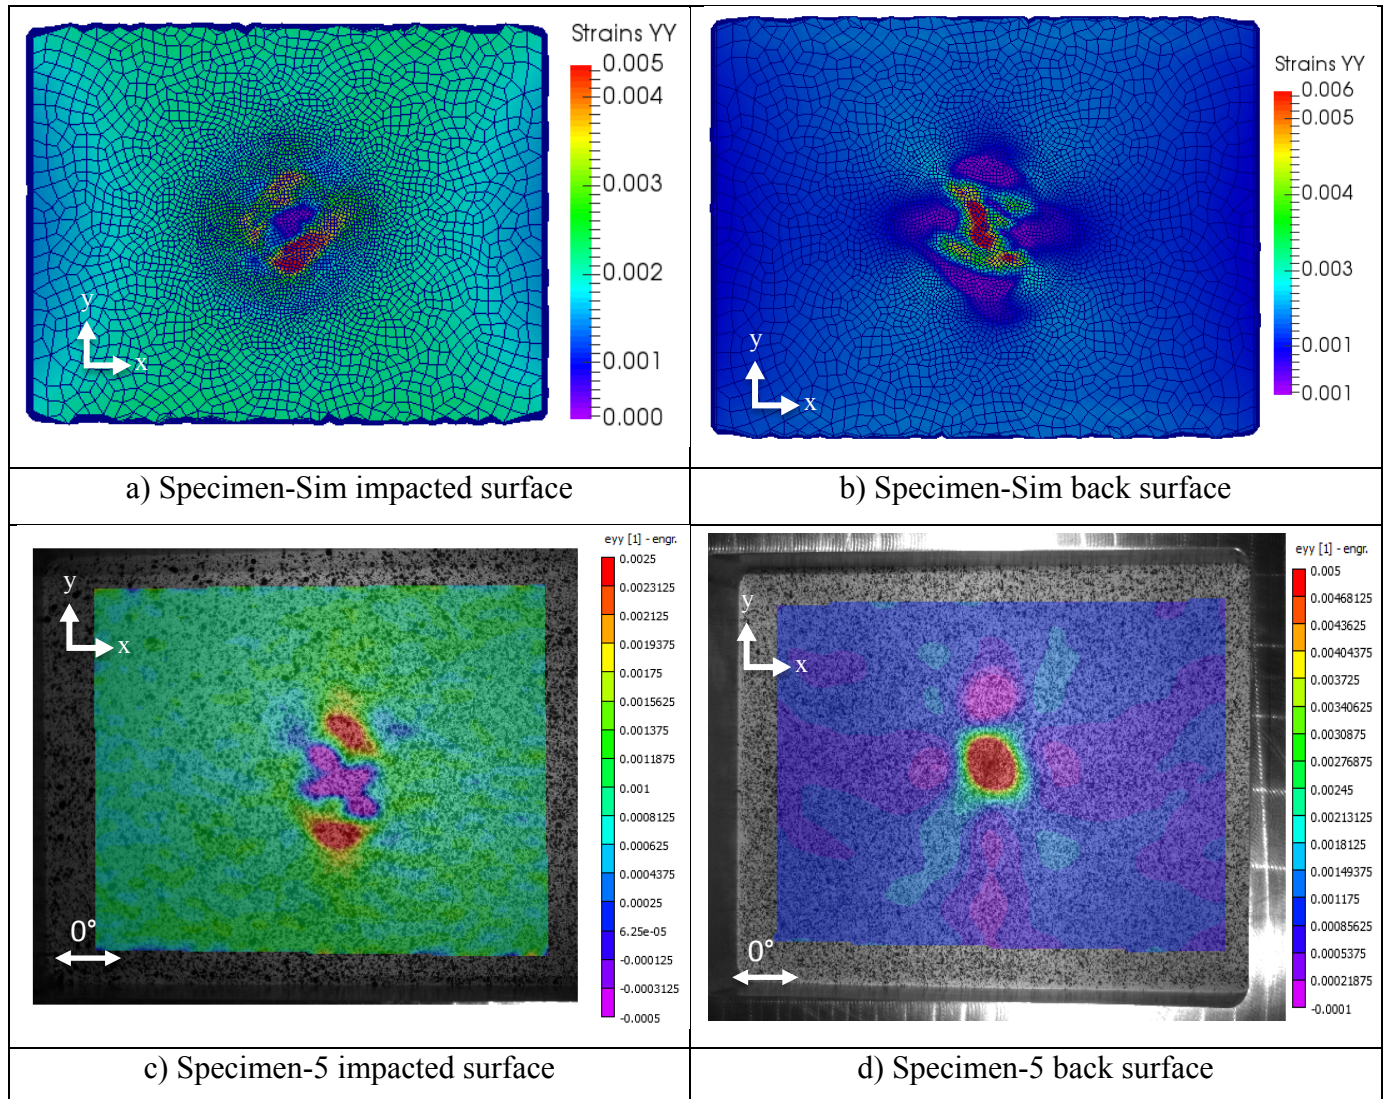 Strains YY
0.005
0.004
0.003
0.002
0.001
0.000
y
x
Strains YY
0.006
0.005
0.004
0.003
0.001
0.001
y
x
a) Specimen-Sim impacted surface
b) Specimen-Sim back surface
eyy [1] - engr.
0.0025
0.0023125
0.002125
0.0019375
0.00175
0.0015625
0.001375
0.0011875
0.001
0.0008125
0.000625
0.0004375
0.00025
6.25e-05
-0.000125
-0.0003125
-0.0005
y
x
0°
eyy [1] - engr.
0.005
0.00468125
0.0043625
0.00404375
0.003725
0.00340625
0.0030875
0.00276875
0.00245
0.00213125
0.0018125
0.00149375
0.001175
0.00085625
0.0005375
0.00021875
-0.0001
y
x
0°
c) Specimen-5 impacted surface
d) Specimen-5 back surface